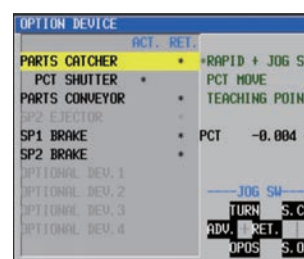 OPTION DEVICE
ACT. RET.
PARTS CATCHER *
PCT SHUTTER *
PARTS CONVEYOR *
SP2 EJECTOR *
SP1 BRAKE *
SP2 BRAKE *
OPTIONAL DEV.1
OPTIONAL DEV.2
OPTIONAL DEV.3
OPTIONAL DEV.4
*RAPID + JOG S
PCT MOVE
TEACHING POIN
PCT -0.004
JOG SW
TURN S.C
ADV. + RET.
OPOS S.O